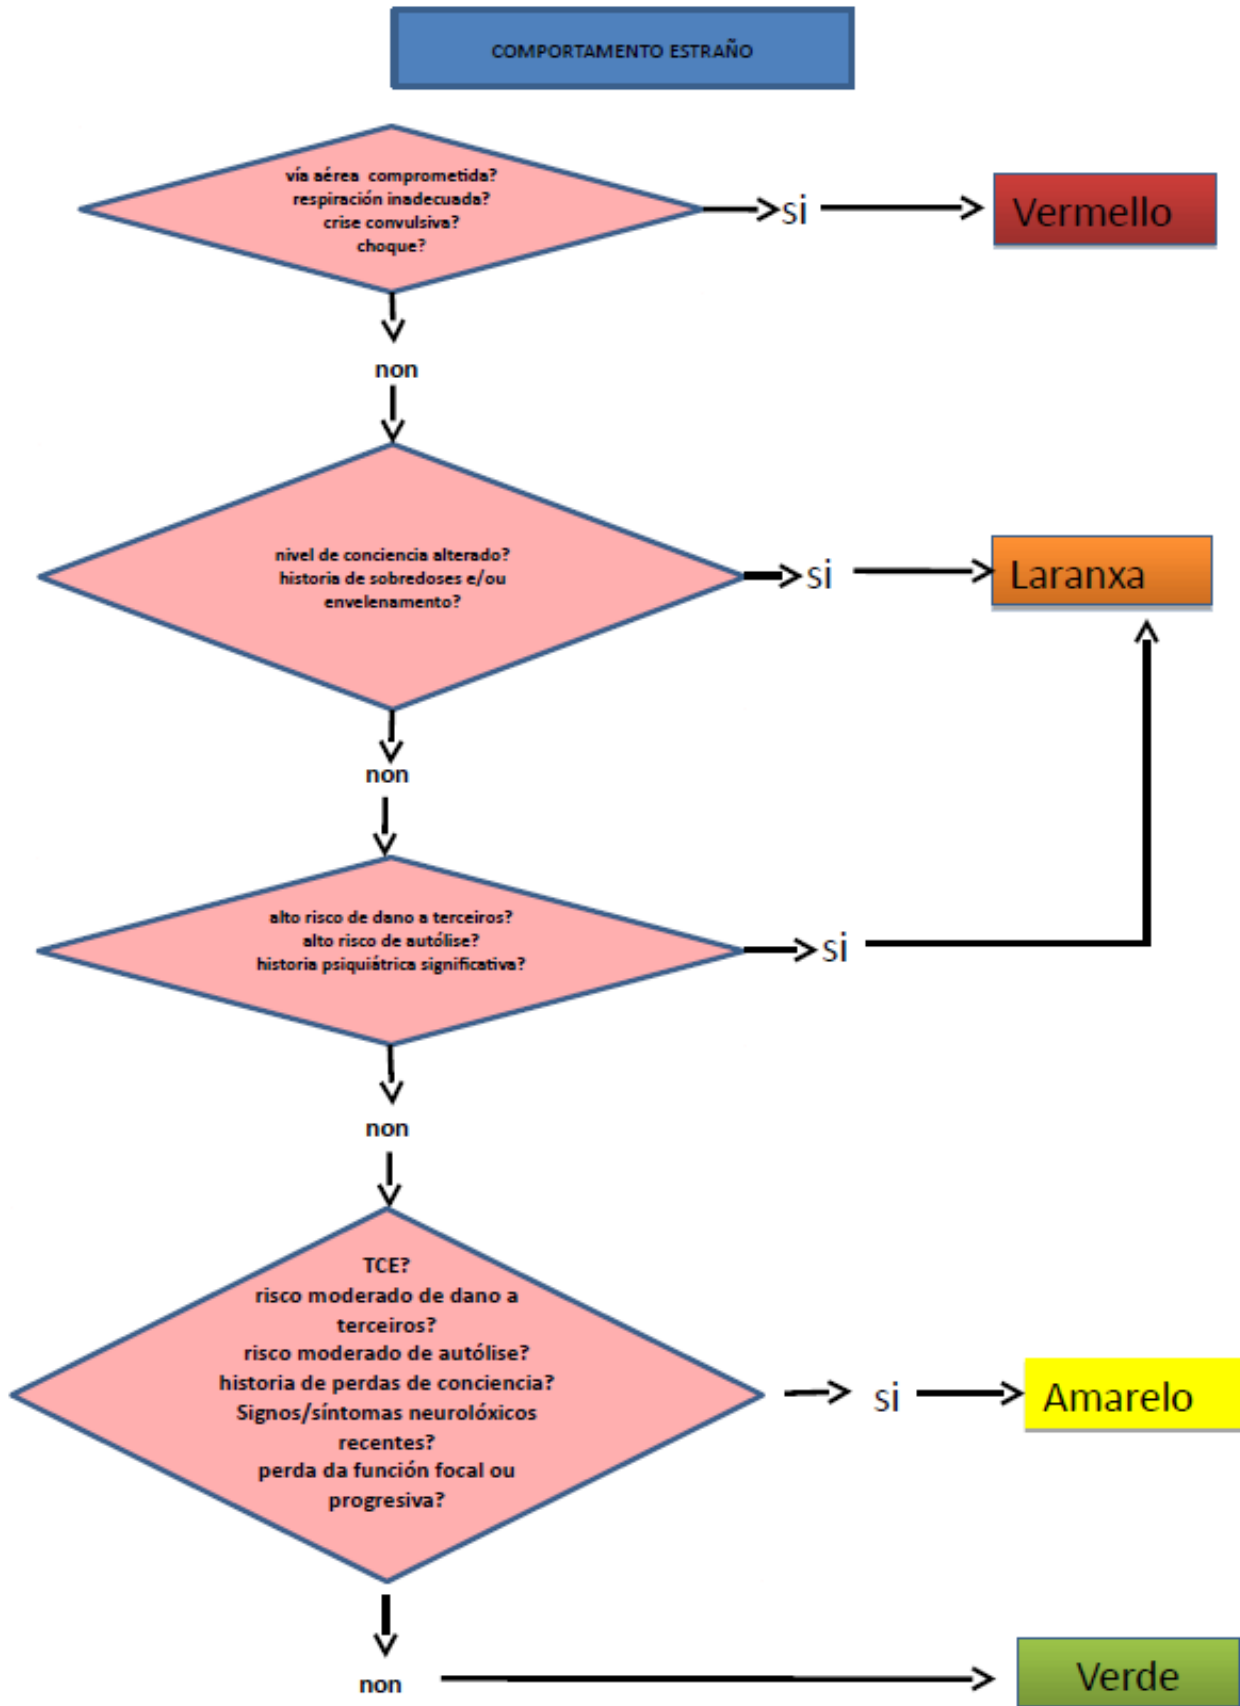 COMPORTAMENTO ESTRAÑO
vía aérea comprometida?
respiración inadecuada?
crise convulsiva?
choque?
si
Vermello
non
nivel de conciencia alterado?
historia de sobredoses e/ou
envelenamento?
si
Laranxa
non
alto risco de dano a terceiros?
alto risco de autólise?
historia psiquiátrica significativa?
si
non
TCE?
risco moderado de dano a
terceiros?
risco moderado de autólise?
historia de perdas de conciencia?
Signos/síntomas neurolóxicos
recentes?
perda da función focal ou
progresiva?
si
Amarelo
non
Verde